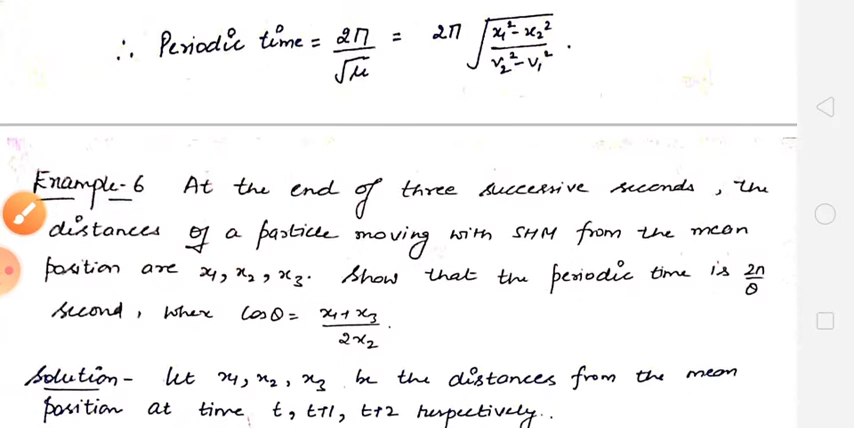 ∴ Periodic time = 2π/√μ = 2π √((x₁² - x₂²)/(v₂² - v₁²)).
Example-6 At the end of three successive seconds, the
distances of a particle moving with SHM from the mean
position are x₁, x₂, x₃. Show that the periodic time is 2π/θ
second, where Cosθ = (x₁ + x₃)/(2x₂).
Solution - Let x₁, x₂, x₃ be the distances from the mean
position at time t, t+1, t+2 respectively..